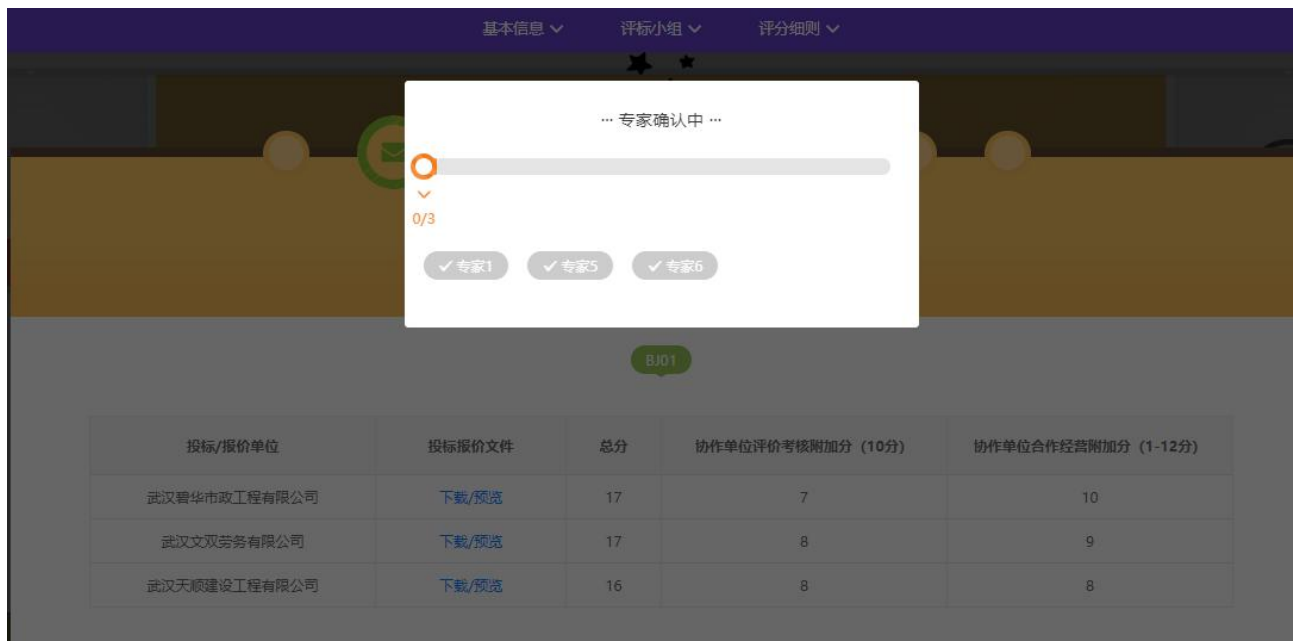 基本信息 评标小组 评分细则
··· 专家确认中 ···
0/3
专家1 专家5 专家6
BJ01
投标/报价单位 投标报价文件 总分 协作单位评价考核附加分（10分） 协作单位合作经营附加分（1-12分）
武汉碧华市政工程有限公司 下载/预览 17 7 10
武汉文双劳务有限公司 下载/预览 17 8 9
武汉天顺建设工程有限公司 下载/预览 16 8 8